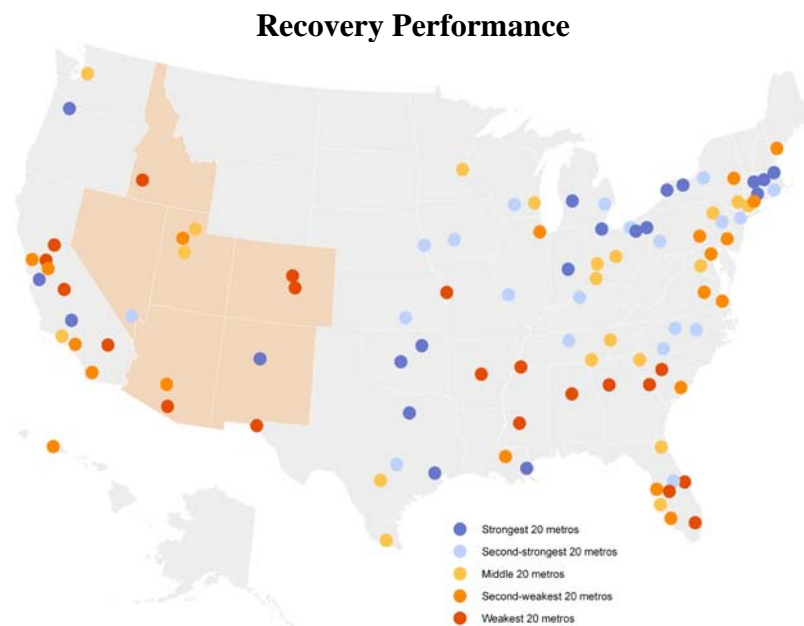 Recovery Performance
Strongest 20 metros
Second-strongest 20 metros
Middle 20 metros
Second-weakest 20 metros
Weakest 20 metros